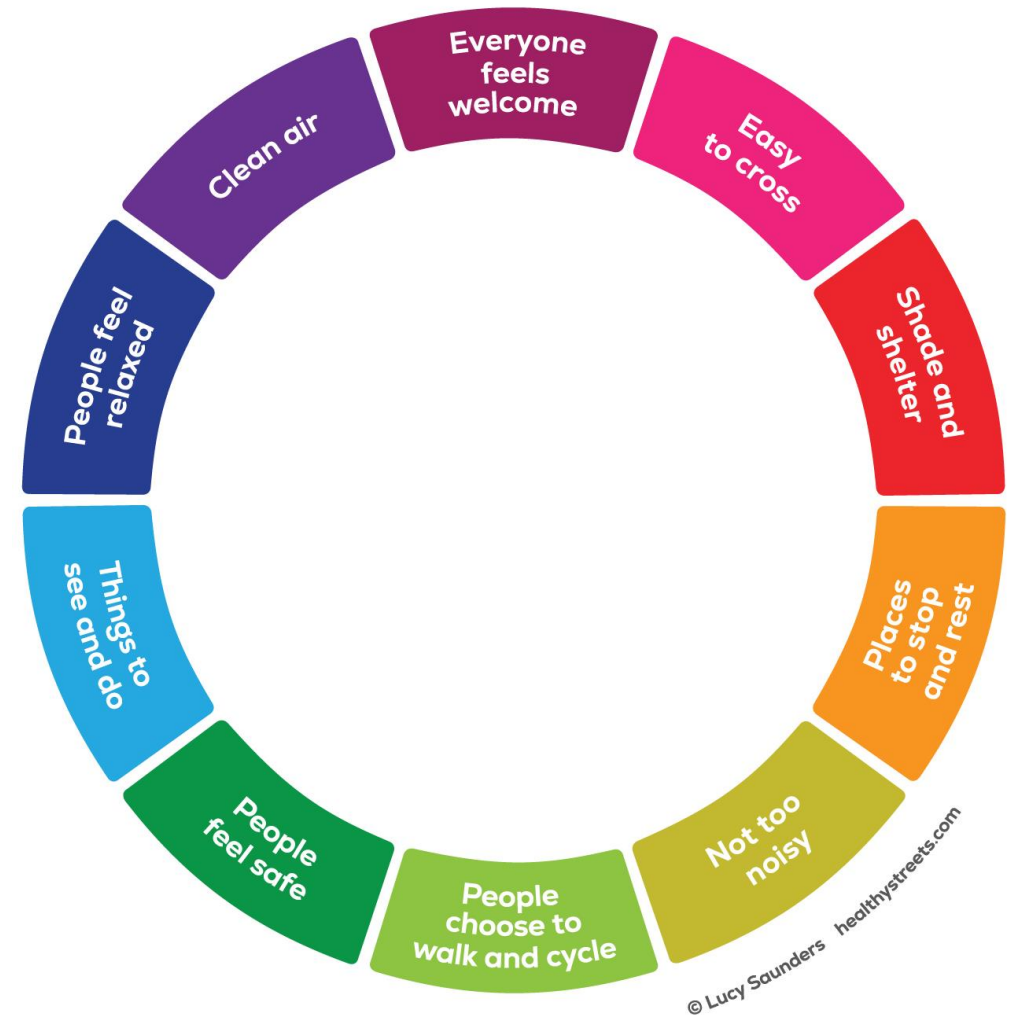 Everyone
feels
welcome
Easy
to cross
Shade and
shelter
Places
to stop
and rest
Not too
noisy
People
choose to
walk and cycle
People
feel safe
Things to
see and do
People feel
relaxed
Clean air
© Lucy Saunders healthystreets.com